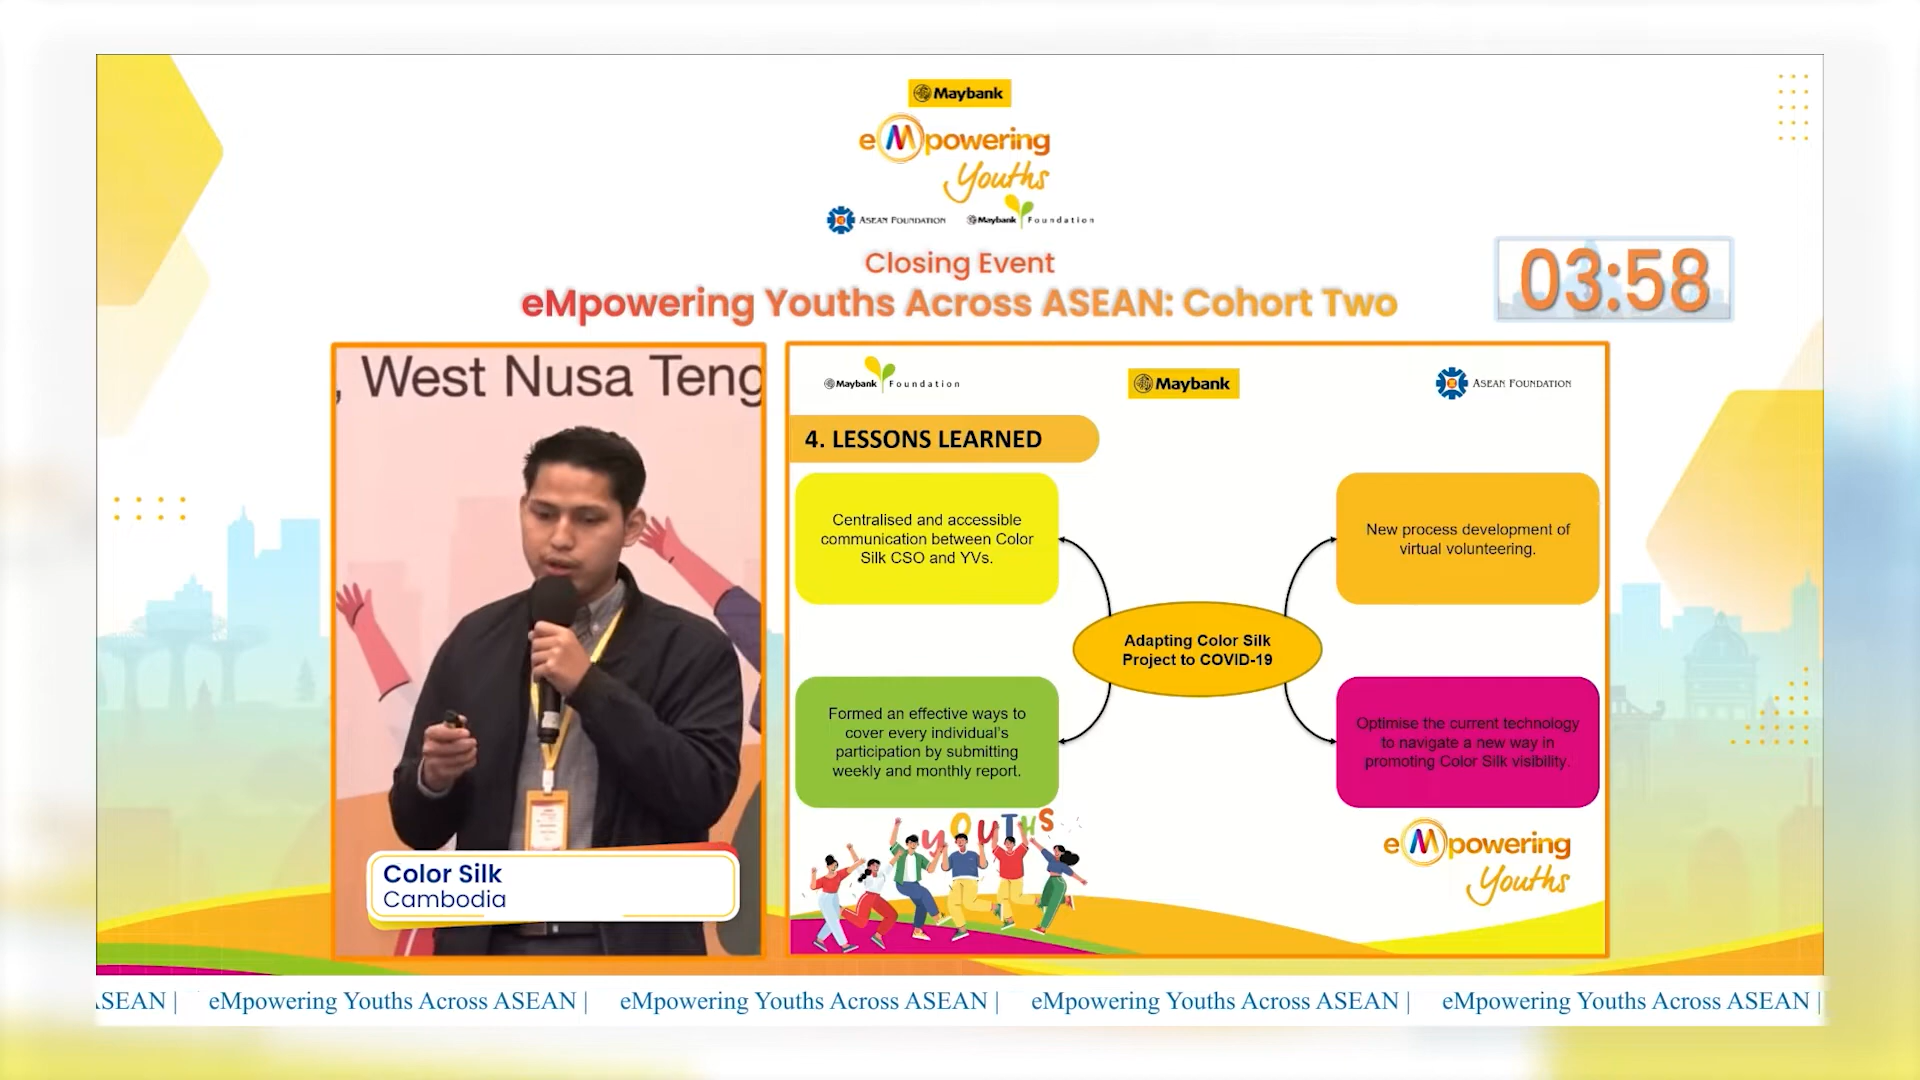 Maybank
eMpowering
Youths
ASEAN FOUNDATION
Maybank Foundation
Closing Event
eMpowering Youths Across ASEAN: Cohort Two
03:58
, West Nusa Teng
Color Silk
Cambodia
Maybank Foundation
Maybank
ASEAN FOUNDATION
4. LESSONS LEARNED
Centralised and accessible
communication between Color
Silk CSO and YVs.
New process development of
virtual volunteering.
Adapting Color Silk
Project to COVID-19
Formed an effective ways to
cover every individual's
participation by submitting
weekly and monthly report.
Optimise the current technology
to navigate a new way in
promoting Color Silk visibility.
YOUTHS
eMpowering
Youths
ASEAN | eMpowering Youths Across ASEAN | eMpowering Youths Across ASEAN | eMpowering Youths Across ASEAN | eMpowering Youths Across ASEAN |